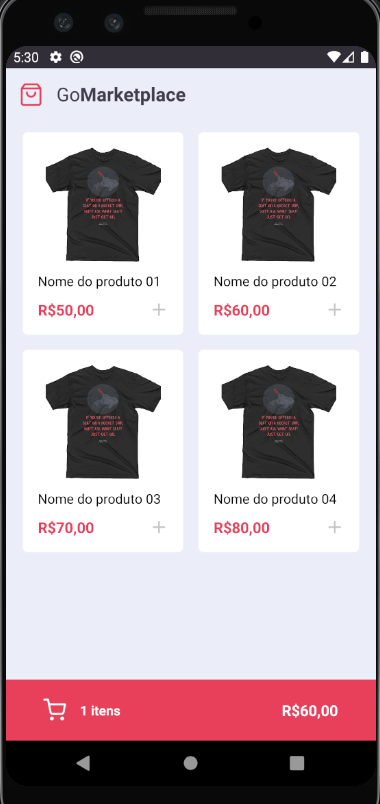 5:30
GoMarketplace
Nome do produto 01
R$50,00
Nome do produto 02
R$60,00
Nome do produto 03
R$70,00
Nome do produto 04
R$80,00
1 itens
R$60,00